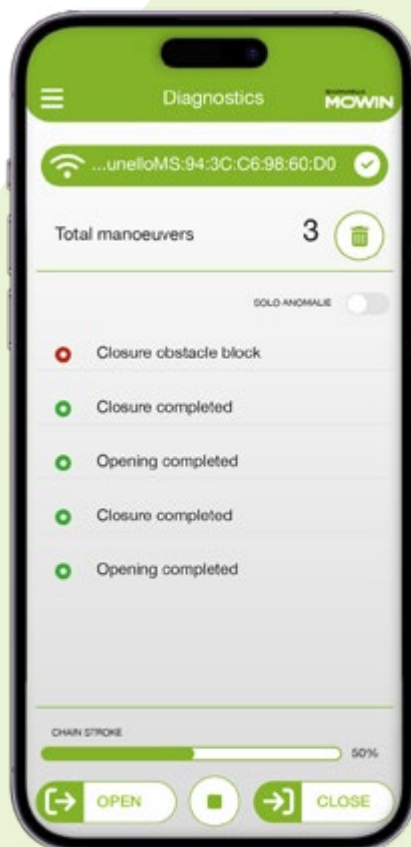 Diagnostics
MOWIN
...unelloMS:94:3C:C6:98:60:D0
Total manoeuvers 3
SOLO ANOMALIE
Closure obstacle block
Closure completed
Opening completed
Closure completed
Opening completed
CHAIN STROKE
50%
OPEN
CLOSE